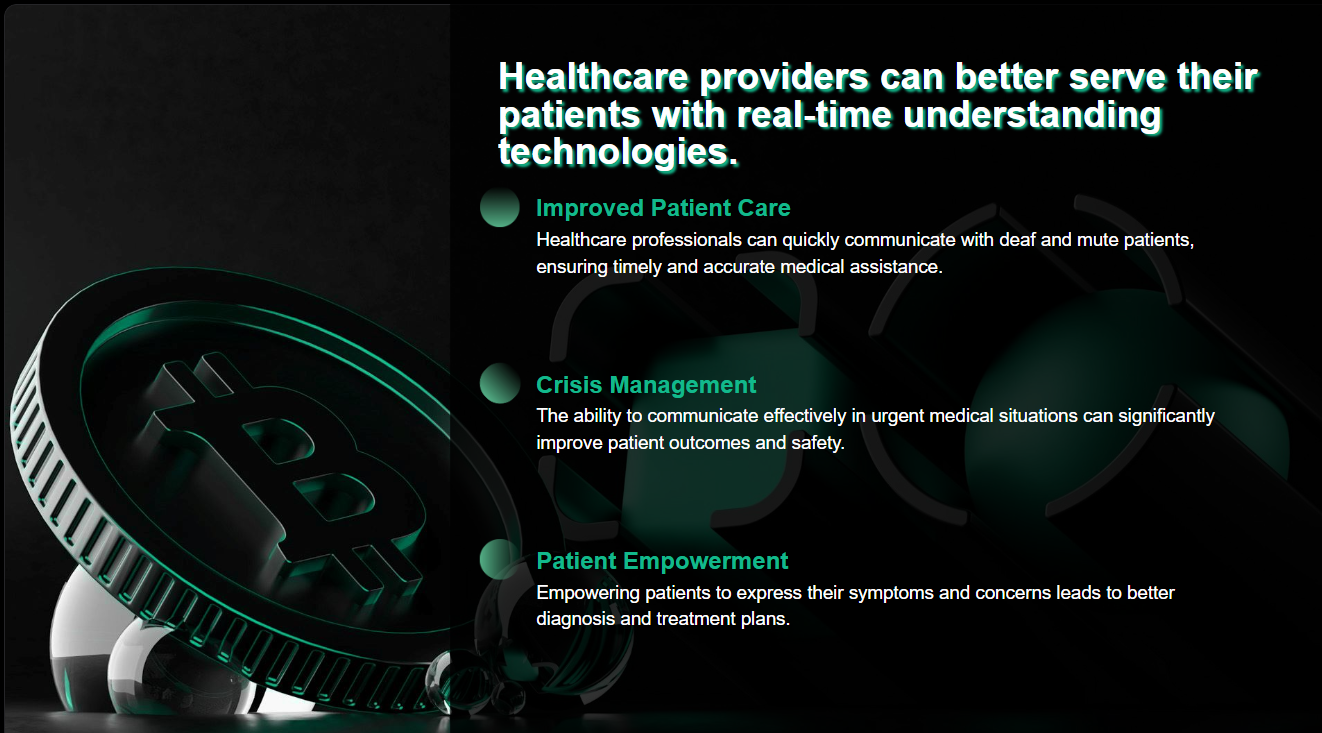 Healthcare providers can better serve their
patients with real-time understanding
technologies.
Improved Patient Care
Healthcare professionals can quickly communicate with deaf and mute patients,
ensuring timely and accurate medical assistance.
Crisis Management
The ability to communicate effectively in urgent medical situations can significantly
improve patient outcomes and safety.
Patient Empowerment
Empowering patients to express their symptoms and concerns leads to better
diagnosis and treatment plans.